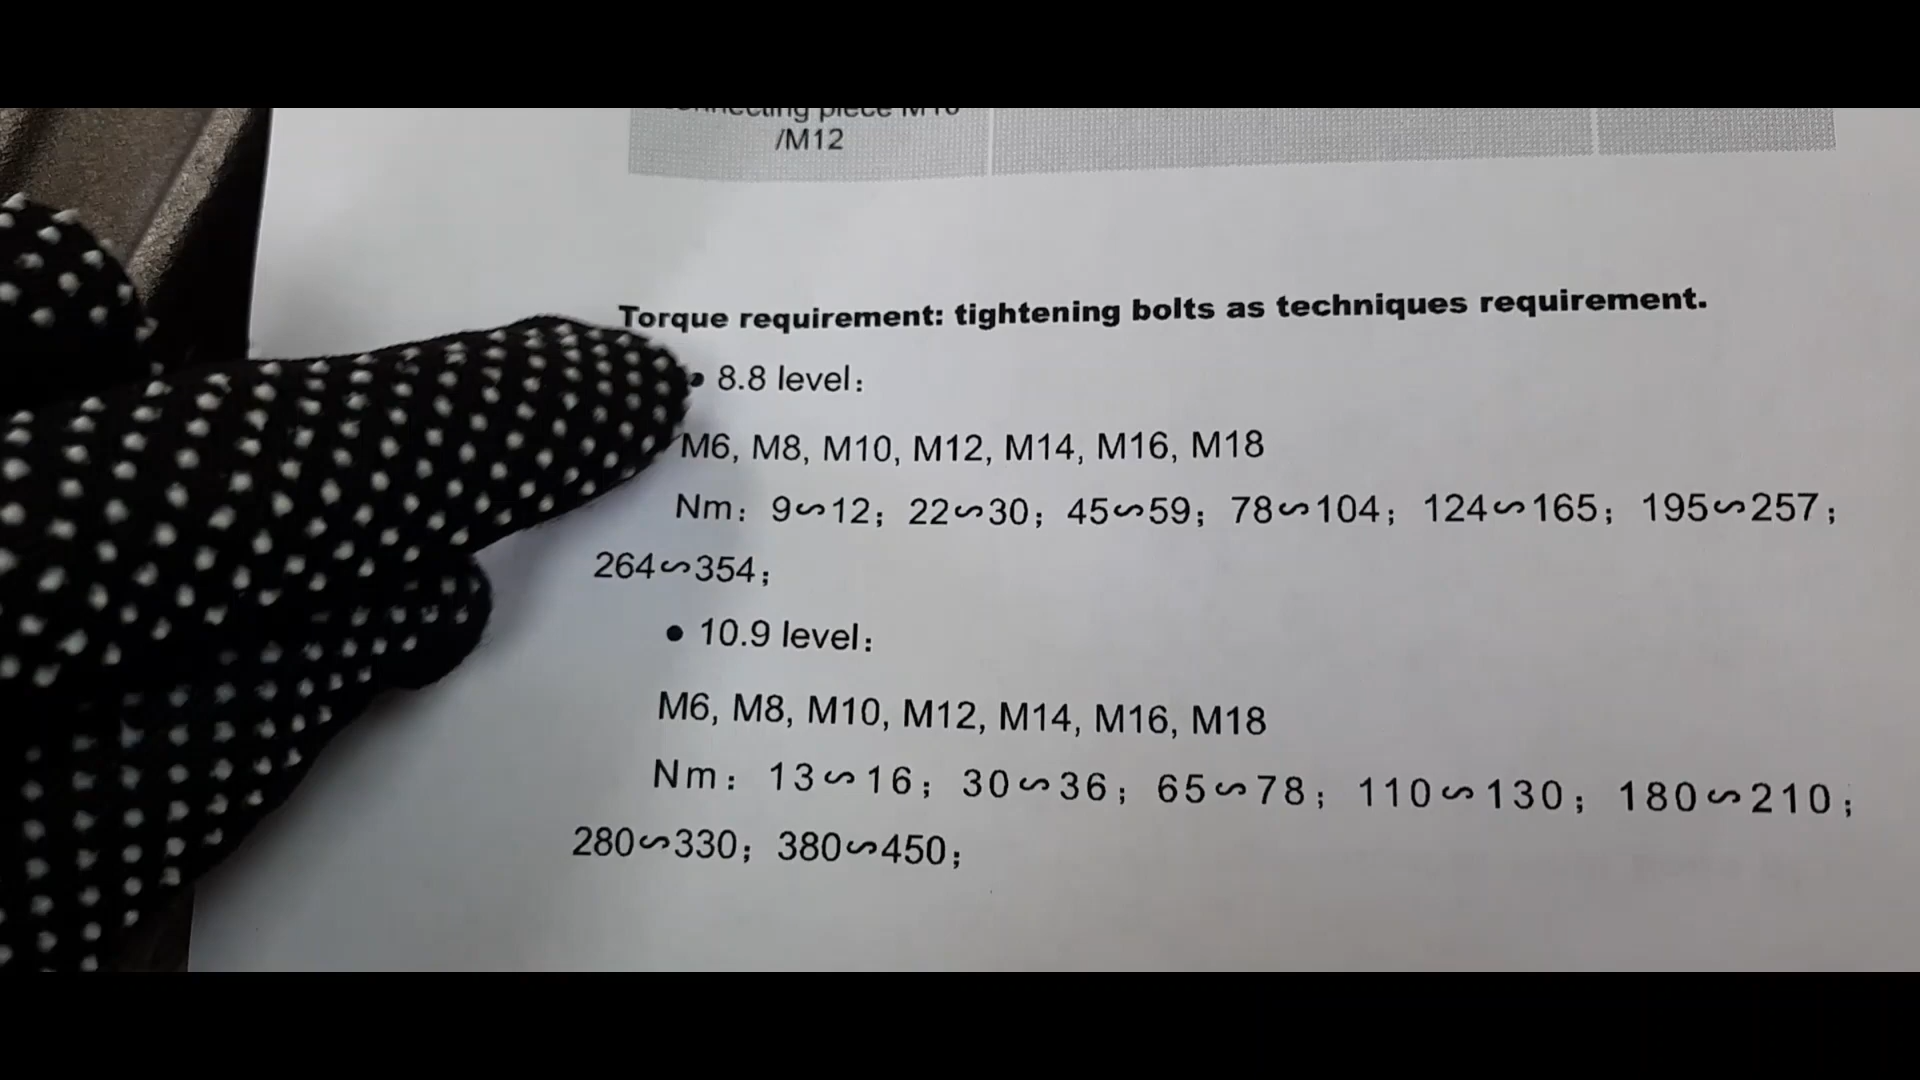 connecting piece M10
/M12
Torque requirement: tightening bolts as techniques requirement.
• 8.8 level:
M6, M8, M10, M12, M14, M16, M18
Nm: 9∽12; 22∽30; 45∽59; 78∽104; 124∽165; 195∽257;
264∽354;
• 10.9 level:
M6, M8, M10, M12, M14, M16, M18
Nm: 13∽16; 30∽36; 65∽78; 110∽130; 180∽210;
280∽330; 380∽450;